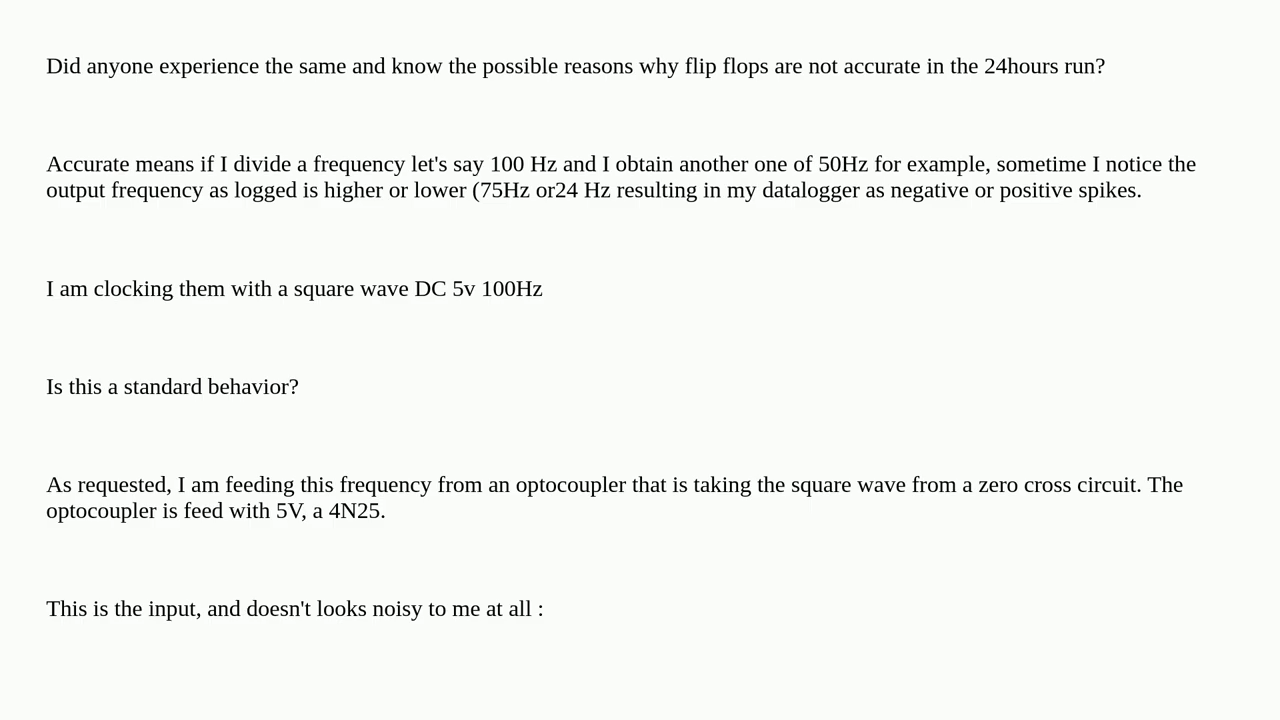 Did anyone experience the same and know the possible reasons why flip flops are not accurate in the 24hours run?
Accurate means if I divide a frequency let's say 100 Hz and I obtain another one of 50Hz for example, sometime I notice the
output frequency as logged is higher or lower (75Hz or24 Hz resulting in my datalogger as negative or positive spikes.
I am clocking them with a square wave DC 5v 100Hz
Is this a standard behavior?
As requested, I am feeding this frequency from an optocoupler that is taking the square wave from a zero cross circuit. The
optocoupler is feed with 5V, a 4N25.
This is the input, and doesn't looks noisy to me at all :